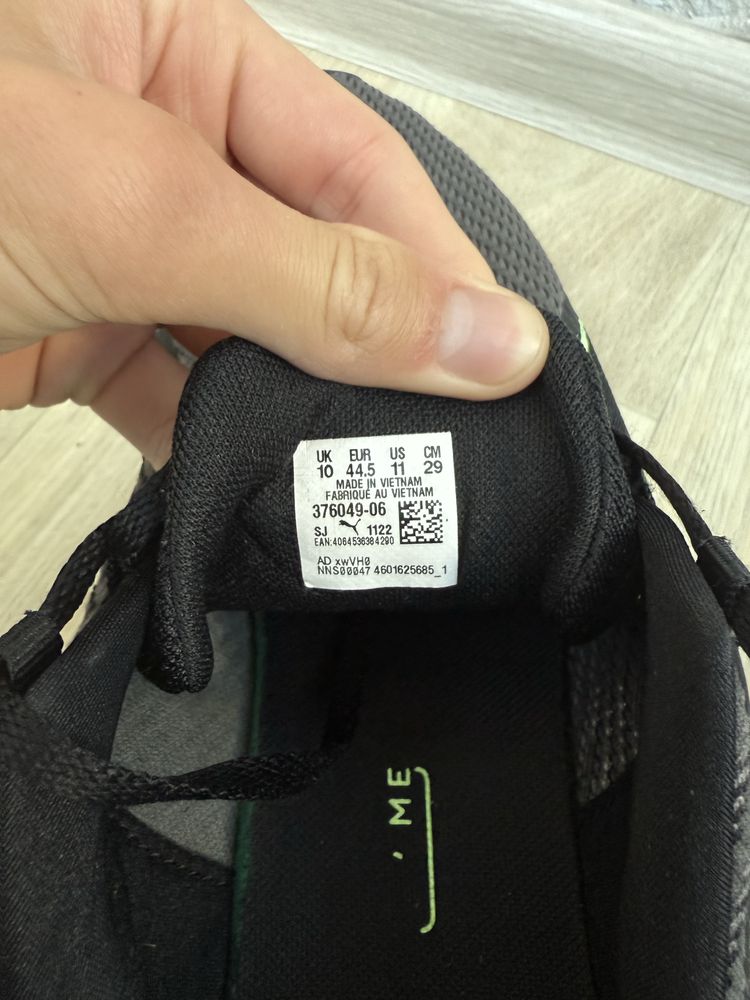 UK EUR US CM
10 44.5 11 29
MADE IN VIETNAM
FABRIQUÉ AU VIETNAM
376049-06
SJ 1122
EAN:4064536384290
AD xwVH0
NNS00047 4601625685_1
' ME